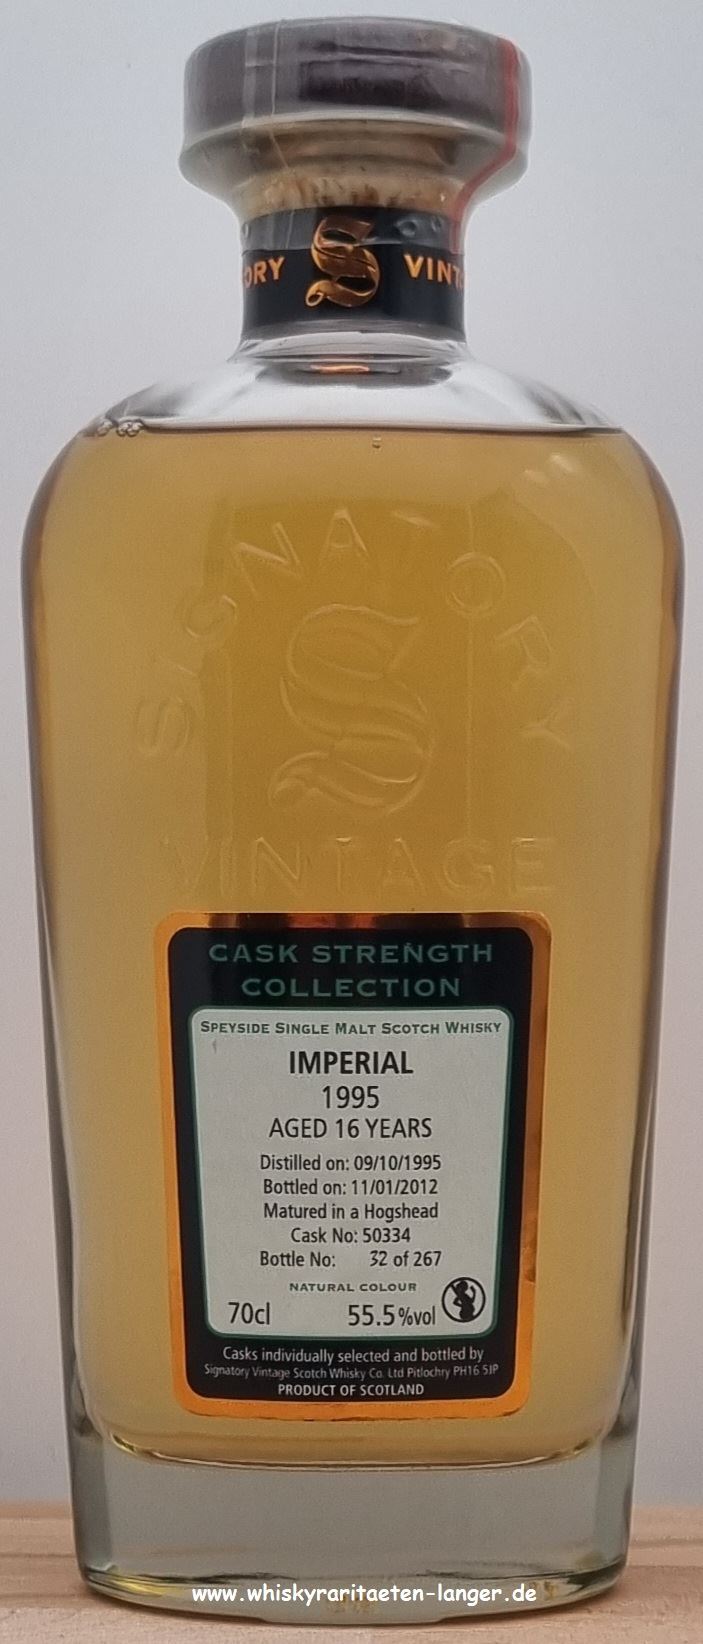 ORY S VINT
SIGNATORY
S
VINTAGE
CASK STRENGTH
COLLECTION
SPEYSIDE SINGLE MALT SCOTCH WHISKY
IMPERIAL
1995
AGED 16 YEARS
Distilled on: 09/10/1995
Bottled on: 11/01/2012
Matured in a Hogshead
Cask No: 50334
Bottle No: 32 of 267
NATURAL COLOUR
70cl 55.5%vol
Casks individually selected and bottled by
Signatory Vintage Scotch Whisky Co. Ltd Pitlochry PH16 5JP
PRODUCT OF SCOTLAND
www.whiskyraritaeten-langer.de